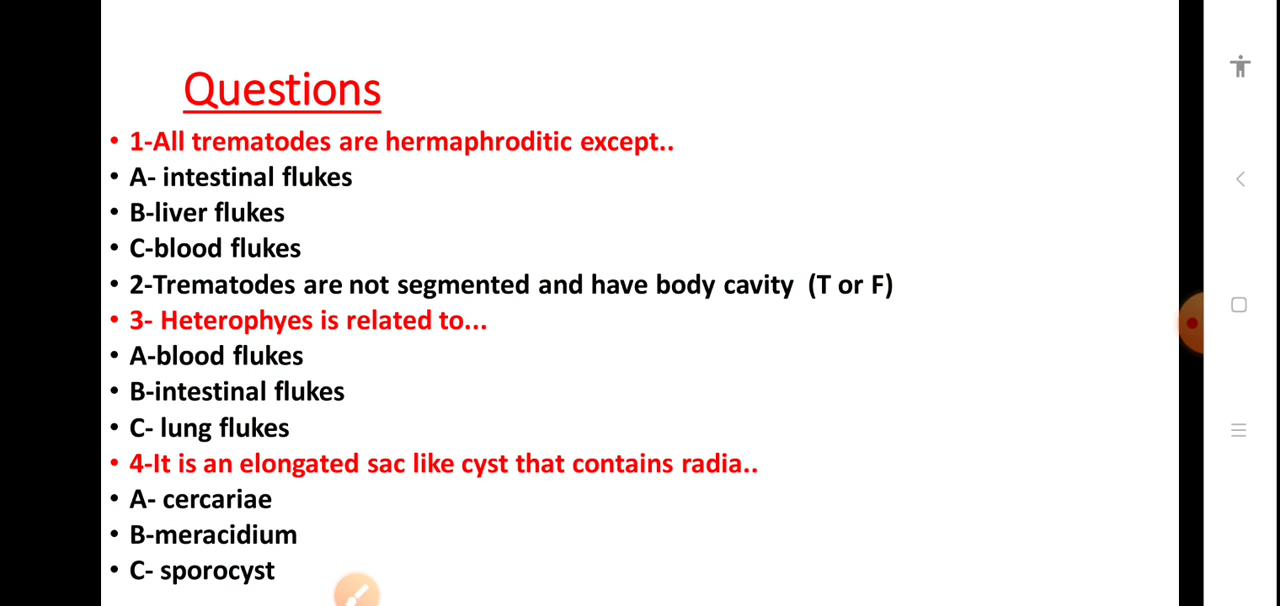 Questions
• 1-All trematodes are hermaphroditic except..
• A- intestinal flukes
• B-liver flukes
• C-blood flukes
• 2-Trematodes are not segmented and have body cavity  (T or F)
• 3- Heterophyes is related to...
• A-blood flukes
• B-intestinal flukes
• C- lung flukes
• 4-It is an elongated sac like cyst that contains radia..
• A- cercariae
• B-meracidium
• C- sporocyst